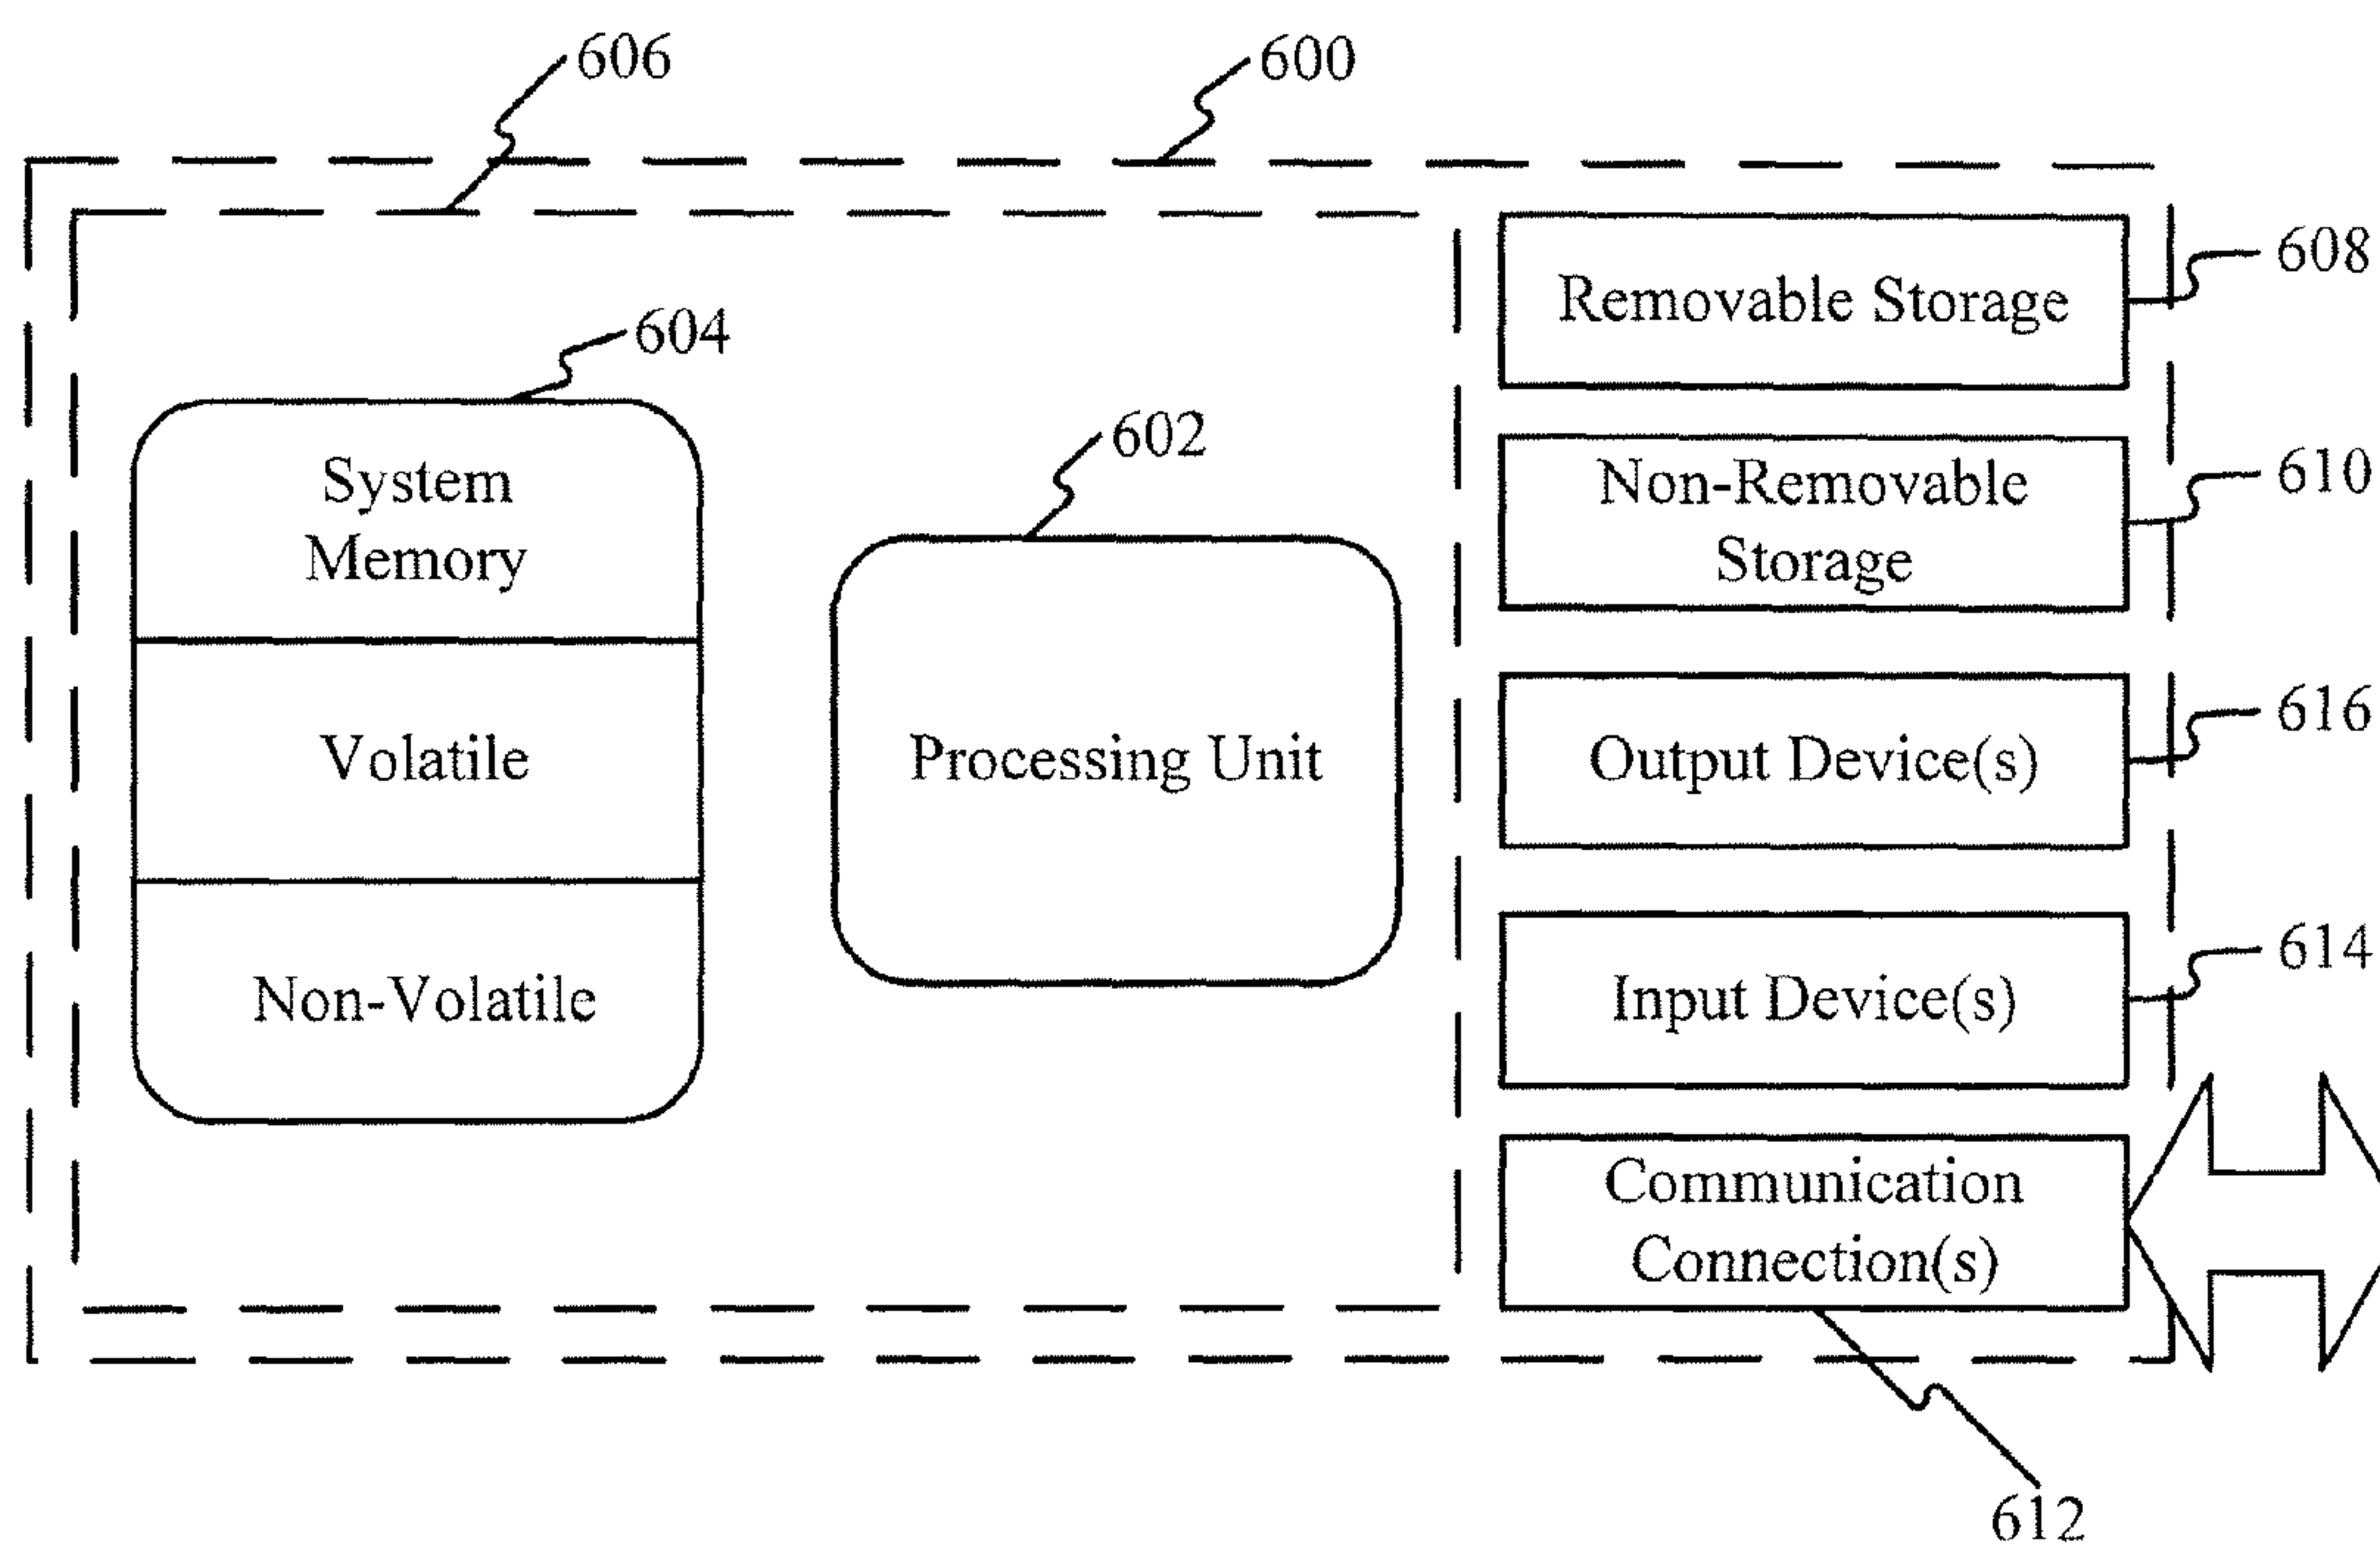 606
600
608
Removable Storage
604
602
610
Non-Removable
Storage
System
Memory
616
Volatile
Processing Unit
Output Device(s)
614
Non-Volatile
Input Device(s)
Communication
Connection(s)
612